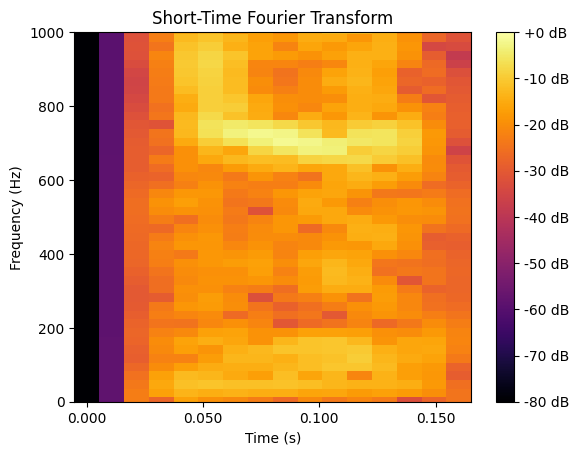 Short-Time Fourier Transform
Frequency (Hz)
1000
800
600
400
200
0
0.000
0.050
0.100
0.150
Time (s)
+0 dB
-10 dB
-20 dB
-30 dB
-40 dB
-50 dB
-60 dB
-70 dB
-80 dB